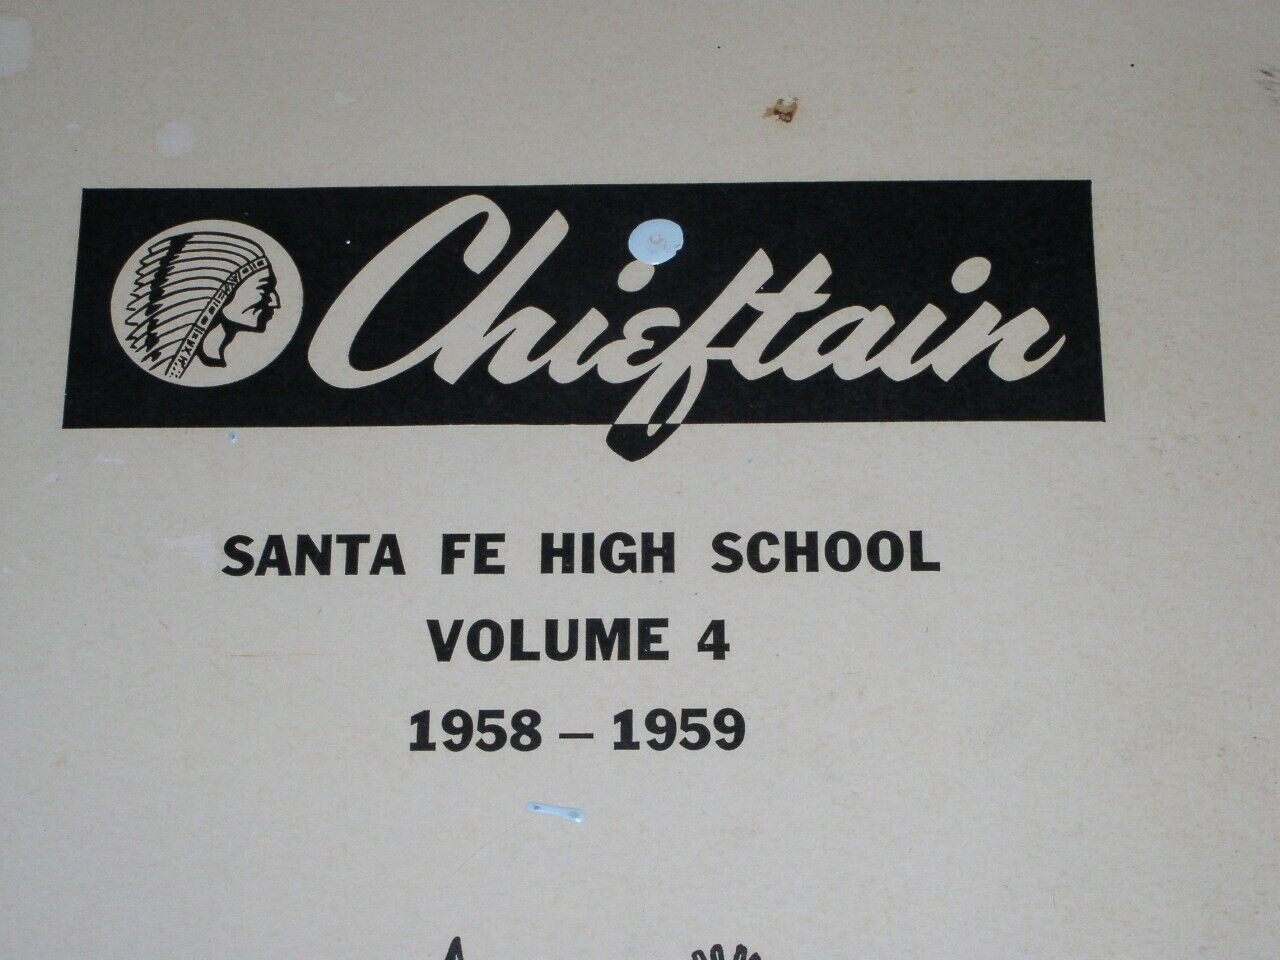 Chieftain
SANTA FE HIGH SCHOOL
VOLUME 4
1958 – 1959